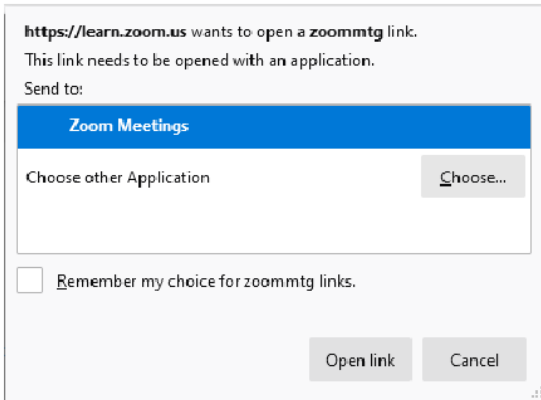 https://learn.zoom.us wants to open a zoommtg link.
This link needs to be opened with an application.
Send to:
Zoom Meetings
Choose other Application
Choose...
Remember my choice for zoommtg links.
Open link Cancel